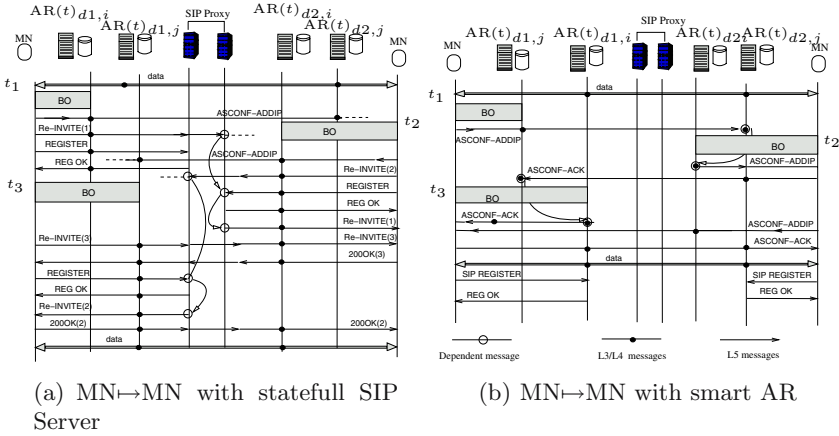 AR(t)d1,i
SIP Proxy
AR(t)d2,i
MN
AR(t)d1,j
AR(t)d2,j
MN
t1
data
BO
ASCONF-ADDIP
t2
Re-INVITE(1)
BO
REGISTER
ASCONF-ADDIP
REG OK
Re-INVITE(2)
t3
BO
REGISTER
REG OK
Re-INVITE(1)
Re-INVITE(3)
Re-INVITE(3)
200OK(3)
REGISTER
REG OK
Re-INVITE(2)
200OK(2)
200OK(2)
data
(a) MN↦MN with statefull SIP
Server
SIP Proxy
MN
AR(t)d1,j
AR(t)d1,i
AR(t)d2i
AR(t)d2,j
MN
t1
data
BO
ASCONF-ADDIP
t2
BO
ASCONF-ADDIP
ASCONF-ACK
t3
BO
ASCONF-ACK
ASCONF-ADDIP
ASCONF-ACK
data
SIP REGISTER
SIP REGISTER
REG OK
REG OK
Dependent message
L3/L4 messages
L5 messages
(b) MN↦MN with smart AR